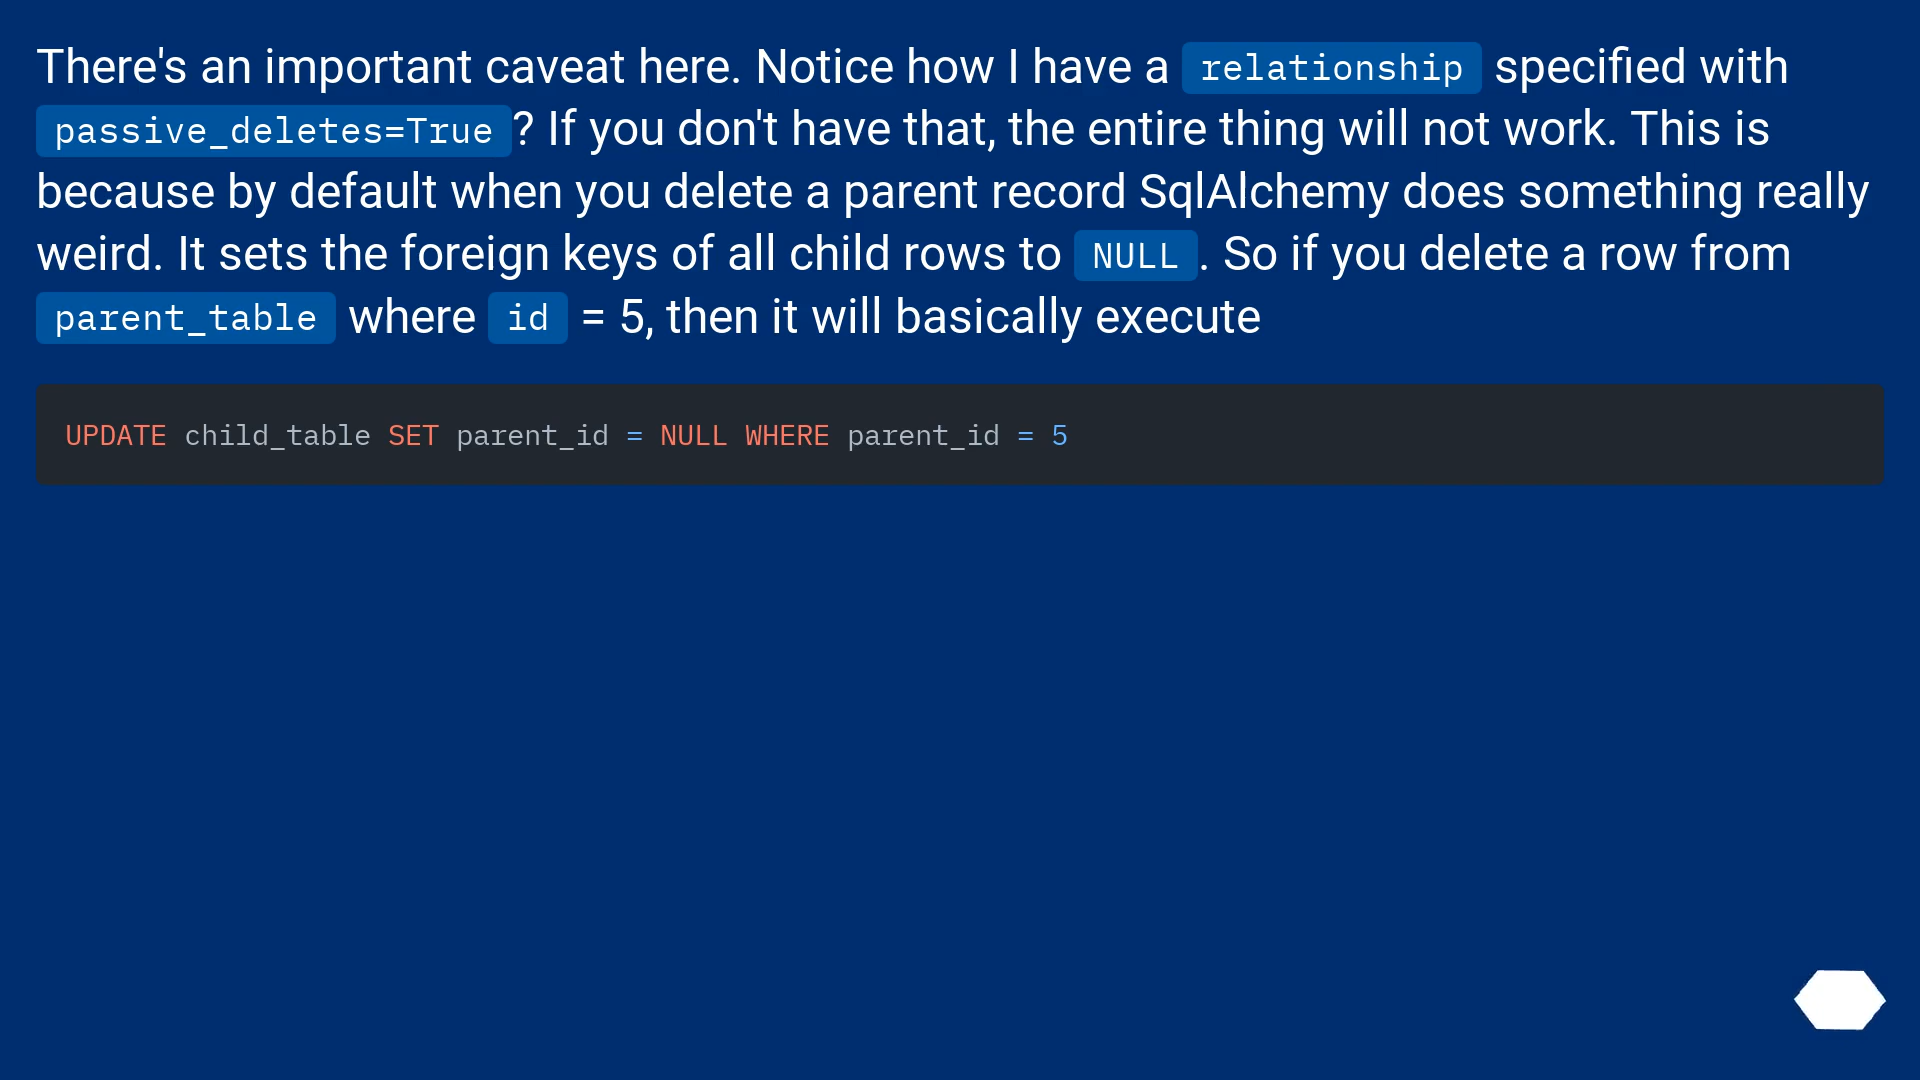 There's an important caveat here. Notice how I have a relationship specified with
passive_deletes=True? If you don't have that, the entire thing will not work. This is
because by default when you delete a parent record SqlAlchemy does something really
weird. It sets the foreign keys of all child rows to NULL. So if you delete a row from
parent_table where id = 5, then it will basically execute
UPDATE child_table SET parent_id = NULL WHERE parent_id = 5